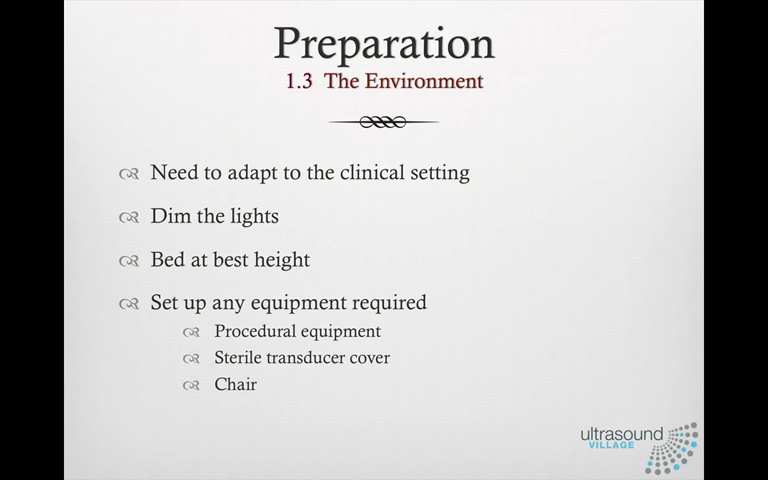 Preparation
1.3 The Environment
Need to adapt to the clinical setting
Dim the lights
Bed at best height
Set up any equipment required
Procedural equipment
Sterile transducer cover
Chair
ultrasound
VILLAGE